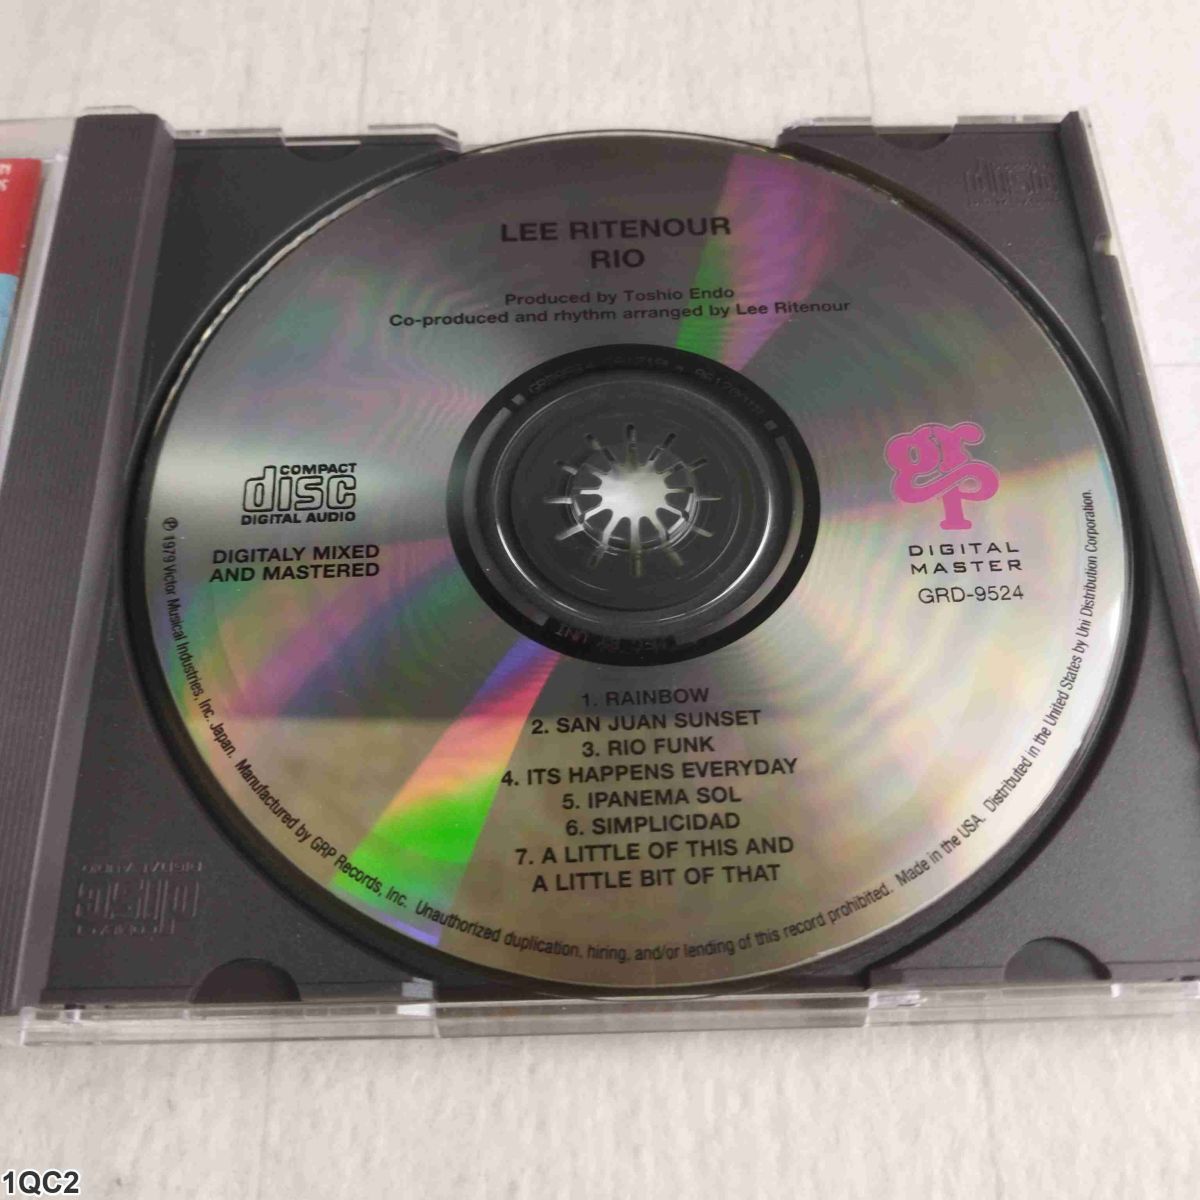 LEE RITENOUR
RIO
Produced by Toshio Endo
Co-produced and rhythm arranged by Lee Ritenour
COMPACT
disc
DIGITAL AUDIO
DIGITALY MIXED
AND MASTERED
grp
DIGITAL
MASTER
GRD-9524
1. RAINBOW
2. SAN JUAN SUNSET
3. RIO FUNK
4. ITS HAPPENS EVERYDAY
5. IPANEMA SOL
6. SIMPLICIDAD
7. A LITTLE OF THIS AND
A LITTLE BIT OF THAT
℗ 1979 Victor Musical Industries, Inc. Japan. Manufactured by GRP Records, Inc. Unauthorized duplication, hiring, and/or lending of this record prohibited. Made in the USA. Distributed in the United States by Uni Distribution Corporation.
disc
disc
1QC2